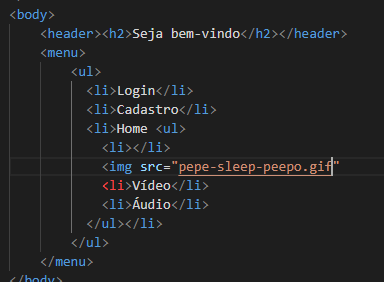 <body>
<header><h2>Seja bem-vindo</h2></header>
<menu>
<ul>
<li>Login</li>
<li>Cadastro</li>
<li>Home <ul>
<li></li>
<img src="pepe-sleep-peepo.gif"
<li>Vídeo</li>
<li>Áudio</li>
</ul></li>
</ul>
</menu>
</body>